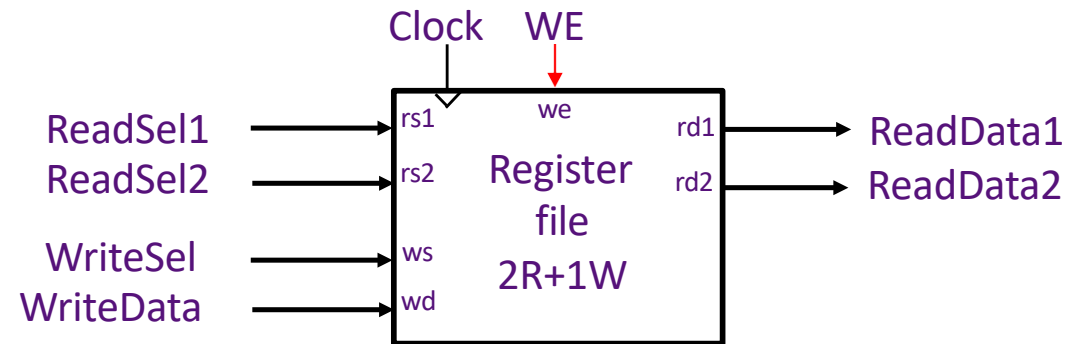 Clock WE
ReadSel1
ReadSel2
WriteSel
WriteData
rs1
rs2
ws
wd
we
Register
file
2R+1W
rd1
rd2
ReadData1
ReadData2